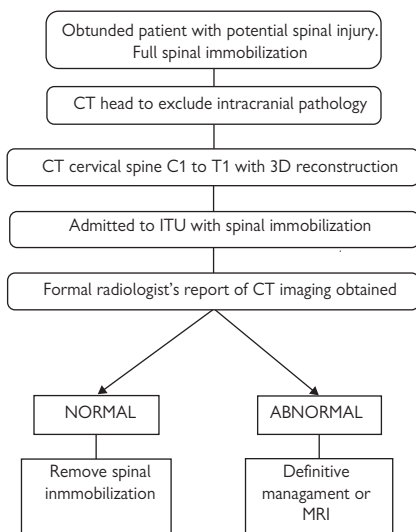 Obtunded patient with potential spinal injury.
Full spinal immobilization
CT head to exclude intracranial pathology
CT cervical spine C1 to T1 with 3D reconstruction
Admitted to ITU with spinal immobilization
Formal radiologist's report of CT imaging obtained
NORMAL
ABNORMAL
Remove spinal
inmmobilization
Definitive
managament or
MRI